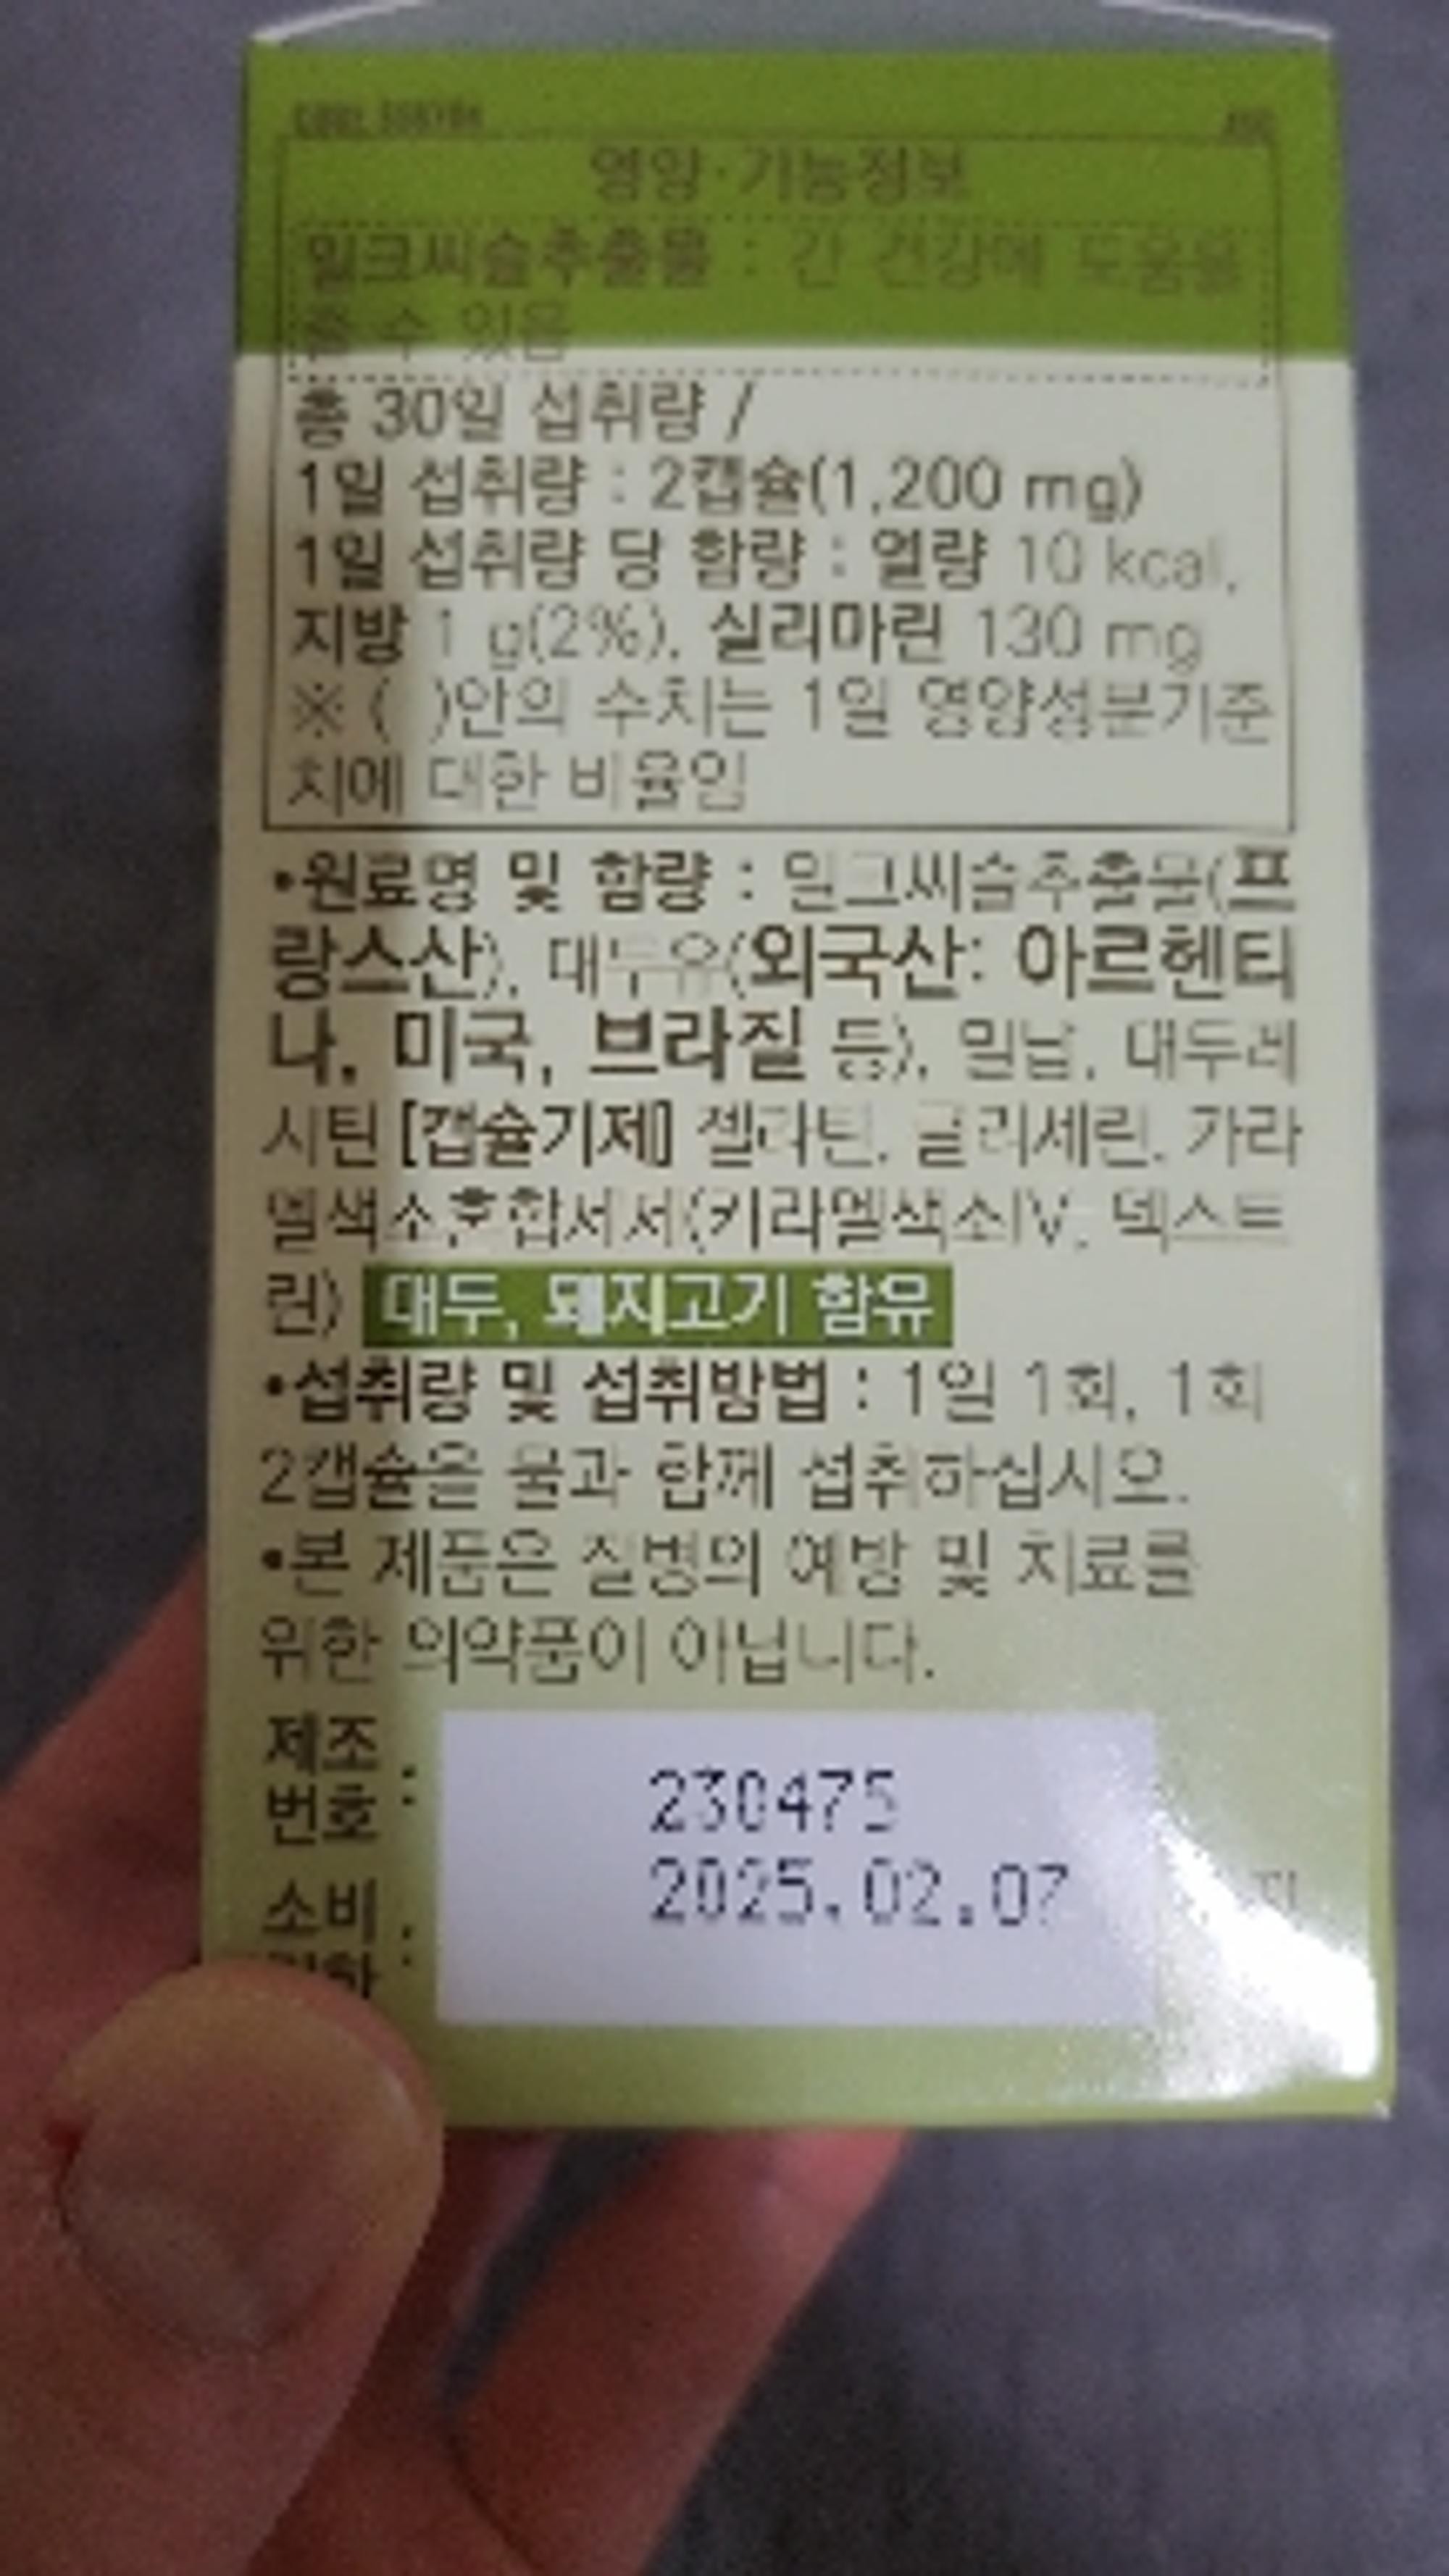 영양·기능정보
밀크씨슬추출물 : 간 건강에 도움을
줄 수 있음
총 30일 섭취량 /
1일 섭취량 : 2캡슐(1,200 mg)
1일 섭취량 당 함량 : 열량 10 kcal,
지방 1 g(2%), 실리마린 130 mg
※ ( )안의 수치는 1일 영양성분기준
치에 대한 비율임
•원료명 및 함량 : 밀크씨슬추출물(프
랑스산), 대두유(외국산: 아르헨티
나, 미국, 브라질 등), 밀납, 대두레
시틴 [캡슐기제] 젤라틴, 글리세린, 카라
멜색소혼합제제(카라멜색소IV, 덱스트
린) 대두, 돼지고기 함유
•섭취량 및 섭취방법 : 1일 1회, 1회
2캡슐을 물과 함께 섭취하십시오.
•본 제품은 질병의 예방 및 치료를
위한 의약품이 아닙니다.
제조
번호 : 230475
소비 : 2025.02.07